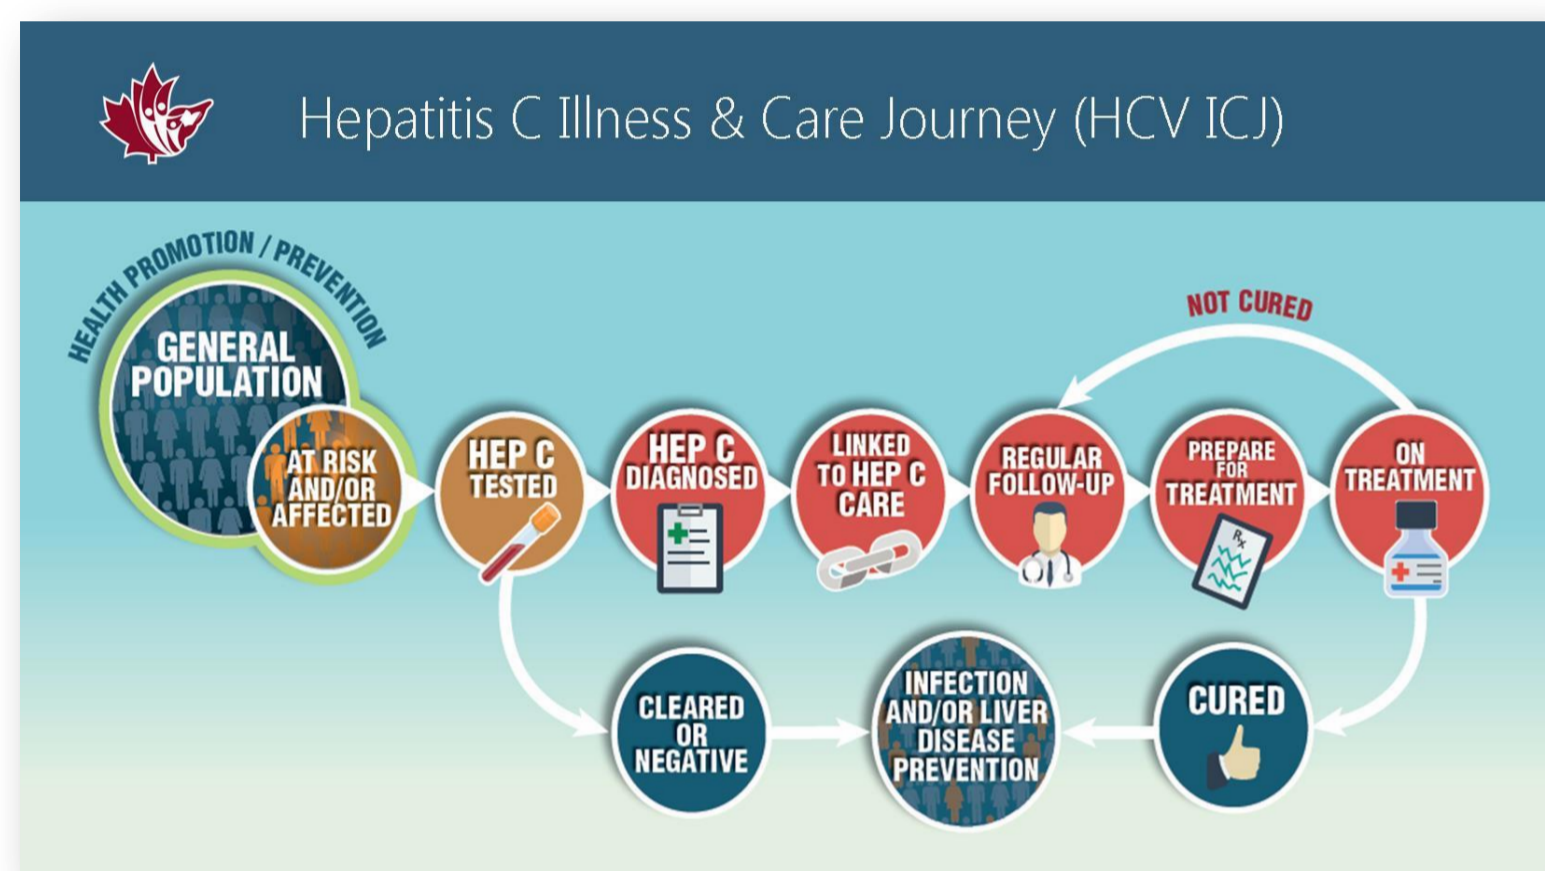 Hepatitis C Illness & Care Journey (HCV ICJ)
HEALTH PROMOTION / PREVENTION
GENERAL
POPULATION
AT RISK
AND/OR
AFFECTED
HEP C
TESTED
HEP C
DIAGNOSED
LINKED
TO HEP C
CARE
REGULAR
FOLLOW-UP
PREPARE
FOR
TREATMENT
Rx
ON
TREATMENT
NOT CURED
CLEARED
OR
NEGATIVE
INFECTION
AND/OR LIVER
DISEASE
PREVENTION
CURED